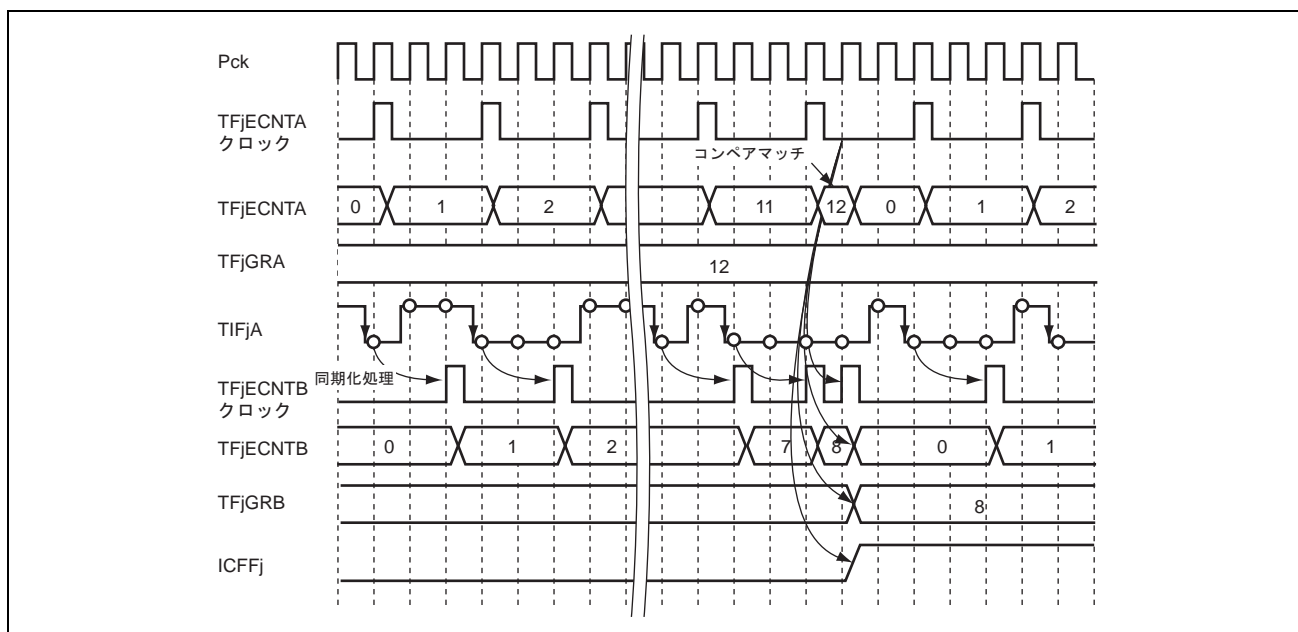 Pck
TFjECNTA
クロック
コンペアマッチ
TFjECNTA
0 1 2 11 12 0 1 2
TFjGRA
12
TIFjA
同期化処理
TFjECNTB
クロック
TFjECNTB
0 1 2 7 8 0 1
TFjGRB
8
ICFFj